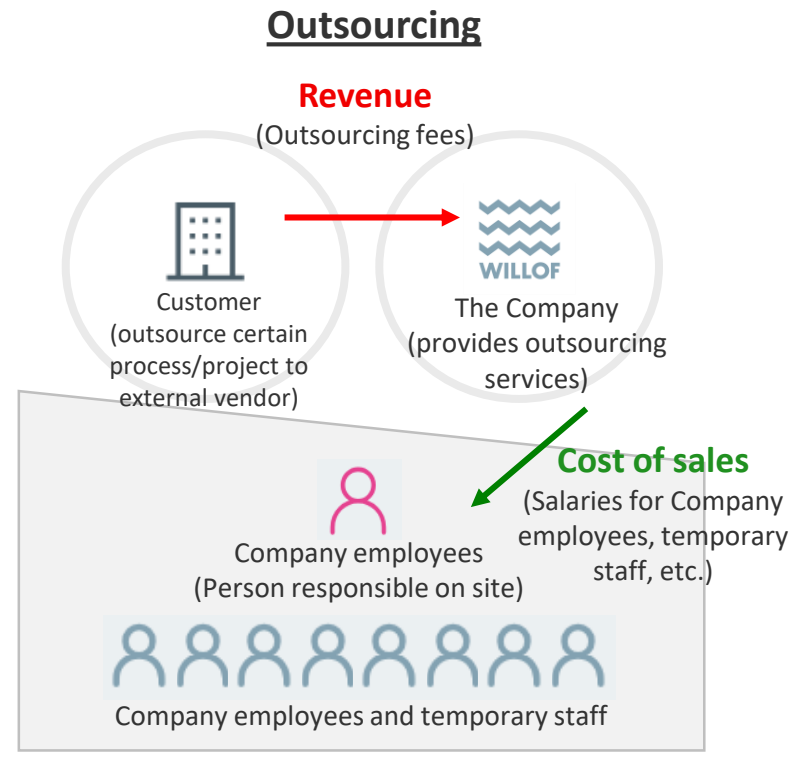 Outsourcing
Revenue
(Outsourcing fees)
WILLOF
Customer
(outsource certain
process/project to
external vendor)
The Company
(provides outsourcing
services)
Cost of sales
(Salaries for Company
employees, temporary
staff, etc.)
Company employees
(Person responsible on site)
Company employees and temporary staff